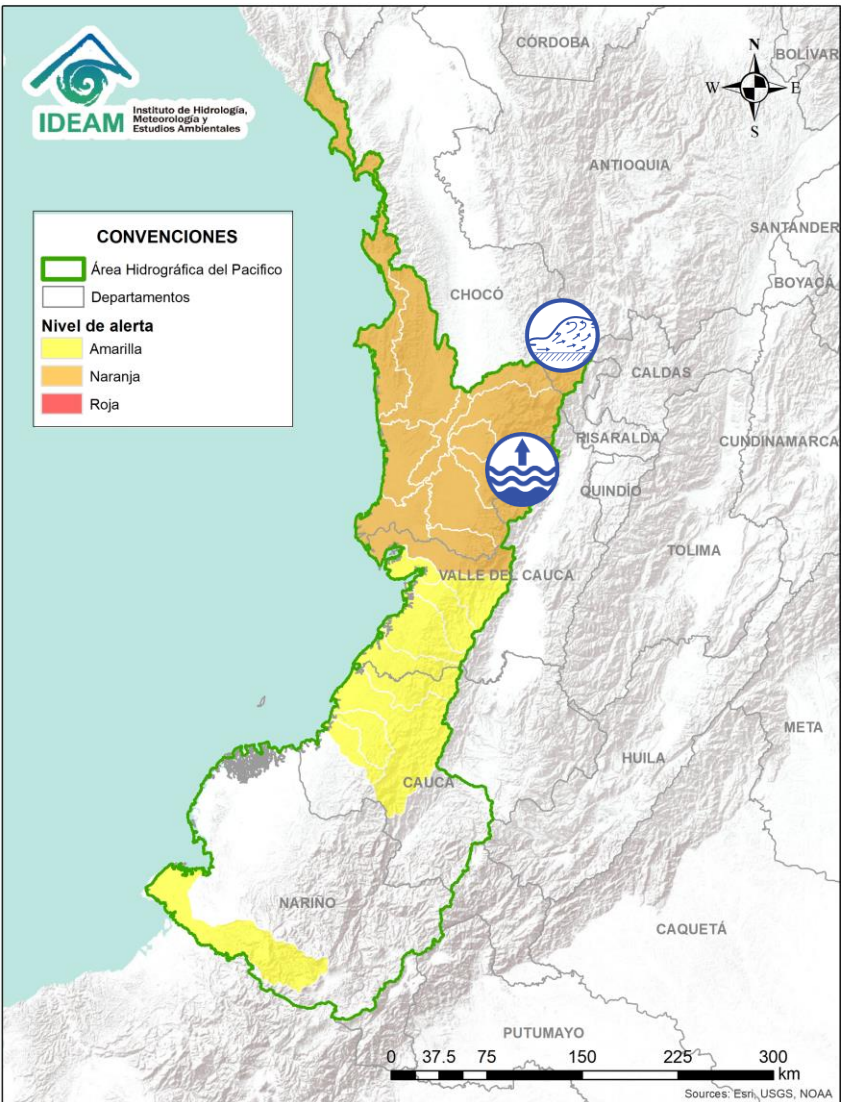 IDEAM
Instituto de Hidrología,
Meteorología y
Estudios Ambientales
CÓRDOBA
BOLÍVAR
N
W
E
S
ANTIOQUIA
SANTANDER
BOYACÁ
CHOCÓ
CONVENCIONES
Área Hidrográfica del Pacifico
Departamentos
Nivel de alerta
Amarilla
Naranja
Roja
CALDAS
RISARALDA
CUNDINAMARCA
QUINDÍO
TOLIMA
VALLE DEL CAUCA
META
HUILA
CAUCA
NARIÑO
CAQUETÁ
PUTUMAYO
0 37.5 75 150 225 300
km
Sources: Esri, USGS, NOAA